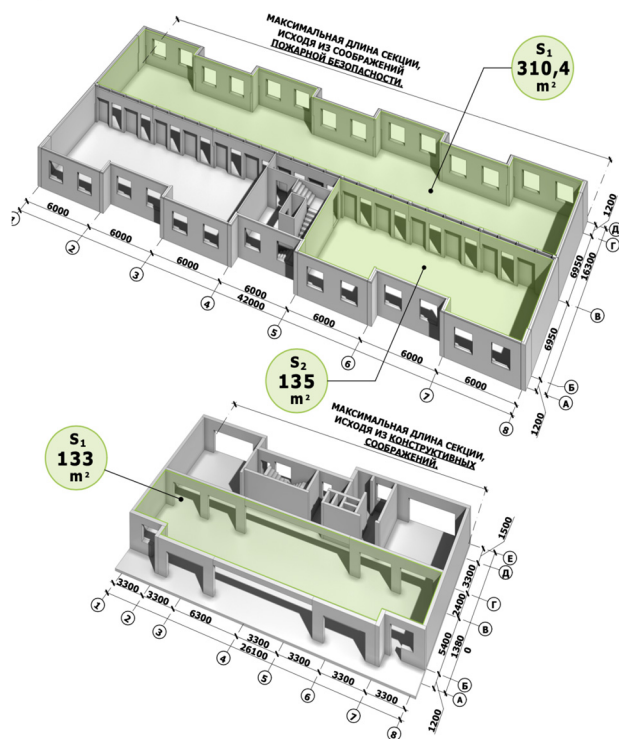 МАКСИМАЛЬНАЯ ДЛИНА СЕКЦИИ,
ИСХОДЯ ИЗ СООБРАЖЕНИЙ
ПОЖАРНОЙ БЕЗОПАСНОСТИ.
S₁
310,4
m²
1200
Д
Г
6950
16300
В
6950
Б
А
1200
6000
2
6000
3
6000
4
6000
42000
5
6000
6
6000
7
6000
8
S₂
135
m²
МАКСИМАЛЬНАЯ ДЛИНА СЕКЦИИ,
ИСХОДЯ ИЗ КОНСТРУКТИВНЫХ
СООБРАЖЕНИЙ.
S₁
133
m²
1500
Е
3300
Д
2400
Г
В
5400
1380
0
Б
А
1200
1
3300
2
3300
3
6300
4
3300
26100
5
3300
6
3300
7
3300
8